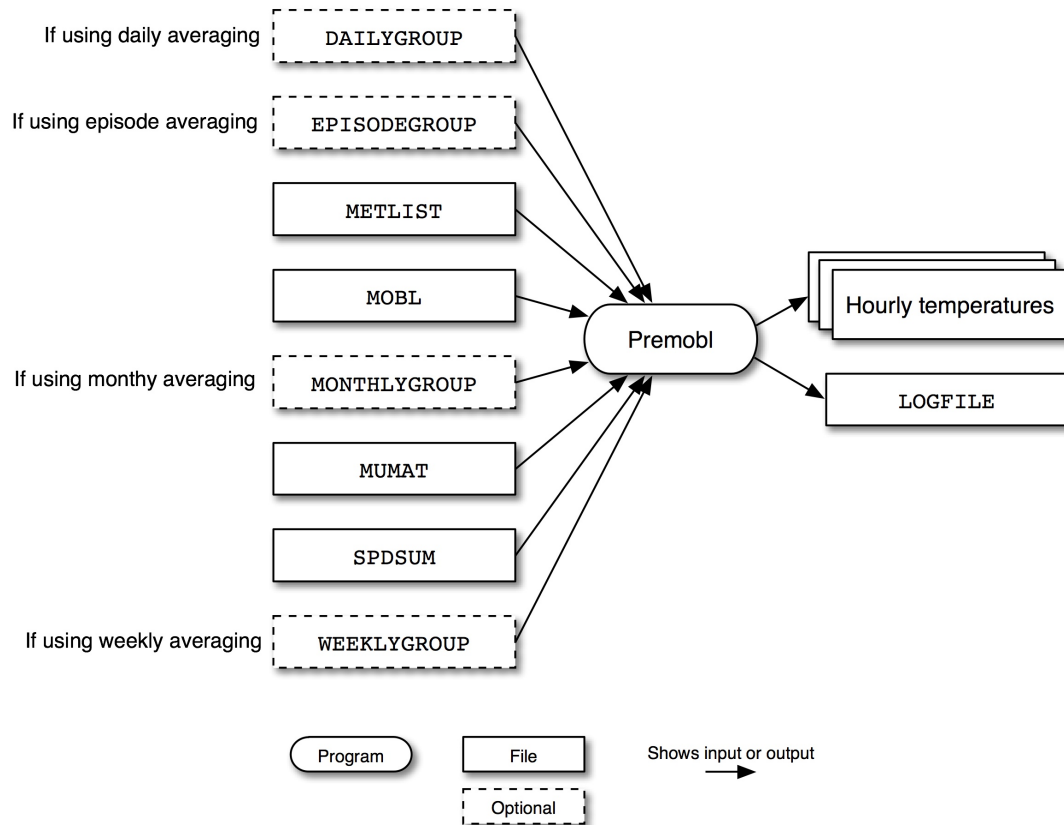 If using daily averaging
DAILYGROUP
If using episode averaging
EPISODEGROUP
METLIST
MOBL
If using monthy averaging
MONTHLYGROUP
MUMAT
SPDSUM
If using weekly averaging
WEEKLYGROUP
Premobl
Hourly temperatures
LOGFILE
Program
File
Shows input or output
Optional